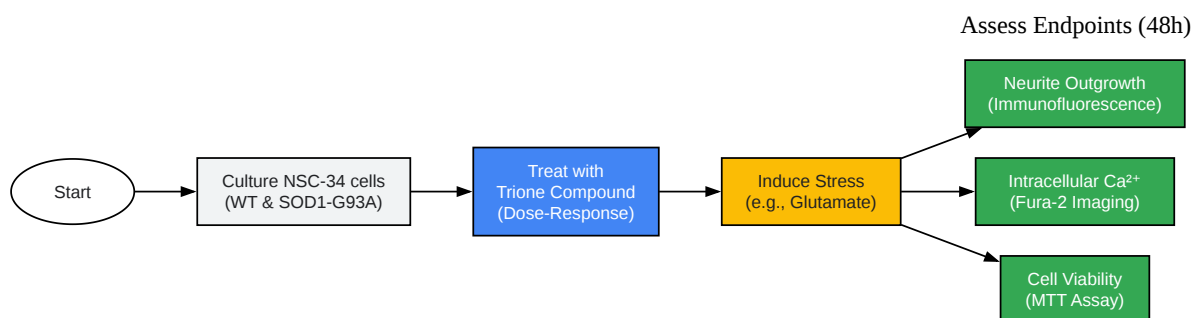 Assess Endpoints (48h)
Neurite Outgrowth
(Immunofluorescence)
Start
Culture NSC-34 cells
(WT & SOD1-G93A)
Treat with
Trione Compound
(Dose-Response)
Induce Stress
(e.g., Glutamate)
Intracellular Ca²⁺
(Fura-2 Imaging)
Cell Viability
(MTT Assay)